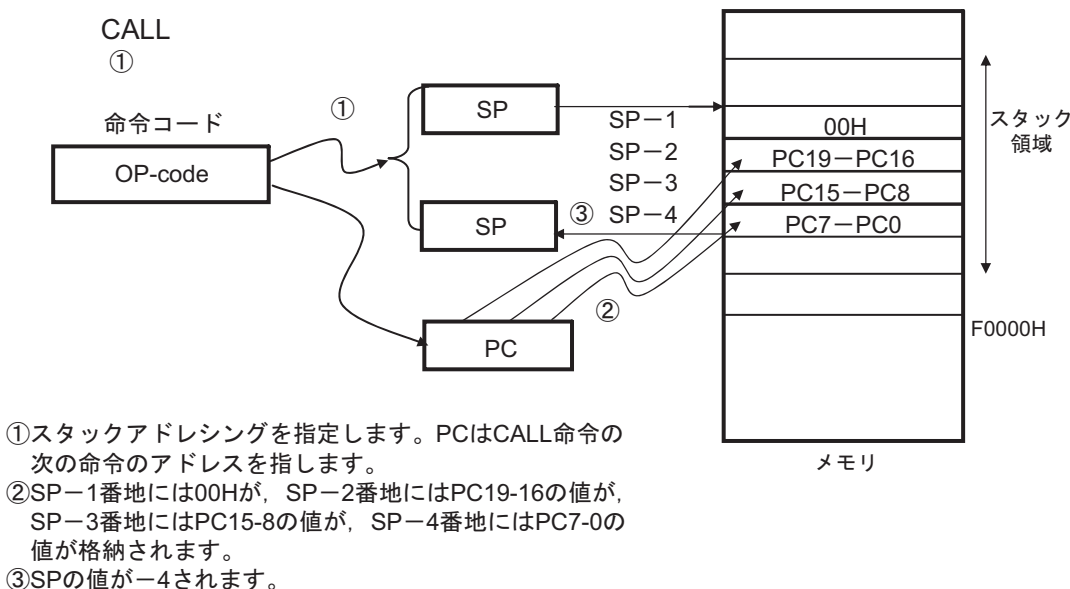 CALL
①
命令コード
OP-code
①
SP
SP
PC
SP－1
SP－2
SP－3
③ SP－4
②
00H
PC19－PC16
PC15－PC8
PC7－PC0
スタック
領域
F0000H
メモリ
①スタックアドレシングを指定します。PCはCALL命令の
次の命令のアドレスを指します。
②SP－1番地には00Hが，SP－2番地にはPC19-16の値が，
SP－3番地にはPC15-8の値が，SP－4番地にはPC7-0の
値が格納されます。
③SPの値が－4されます。